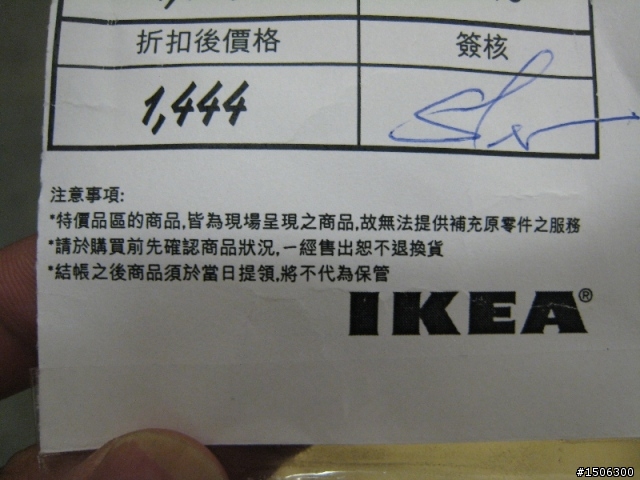 折扣後價格 簽核
1,444
注意事項:
*特價品區的商品,皆為現場呈現之商品,故無法提供補充原零件之服務
*請於購買前先確認商品狀況,一經售出恕不退換貨
*結帳之後商品須於當日提領,將不代為保管
IKEA®
#1506300